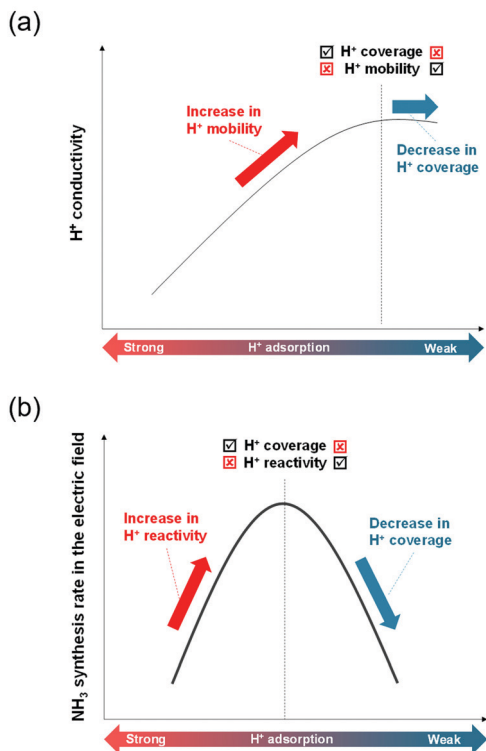 (a)
☑ H⁺ coverage ☒
☒ H⁺ mobility ☑
Increase in
H⁺ mobility
Decrease in
H⁺ coverage
H⁺ conductivity
Strong H⁺ adsorption Weak
(b)
☑ H⁺ coverage ☒
☒ H⁺ reactivity ☑
Increase in
H⁺ reactivity
Decrease in
H⁺ coverage
NH₃ synthesis rate in the electric field
Strong H⁺ adsorption Weak